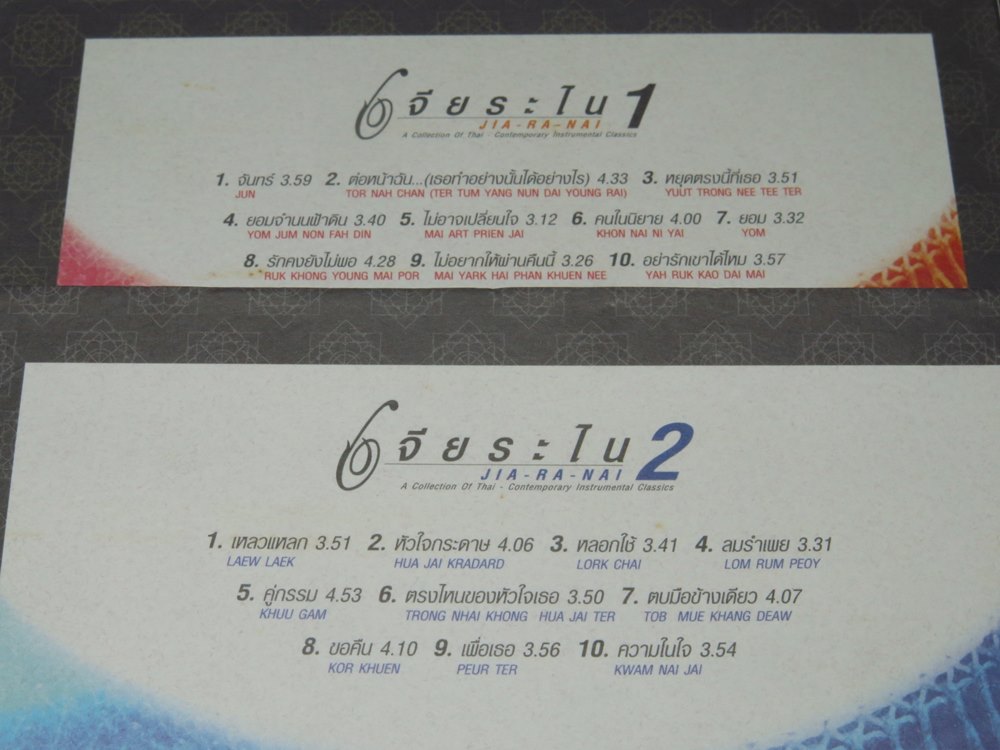 เจียระไน 1
JIA-RA-NAI
A Collection Of Thai - Contemporary Instrumental Classics
1. จันทร์ 3.59 2. ต่อหน้าฉัน...(เธอทำอย่างนั้นได้อย่างไร) 4.33 3. หยุดตรงนี้ที่เธอ 3.51
JUN TOR NAH CHAN (TER TUM YANG NUN DAI YOUNG RAI) YUUT TRONG NEE TEE TER
4. ยอมจำนนฟ้าดิน 3.40 5. ไม่อาจเปลี่ยนใจ 3.12 6. คนในนิยาย 4.00 7. ยอม 3.32
YOM JUM NON FAH DIN MAI ART PRIEN JAI KHON NAI NI YAI YOM
8. รักคงยังไม่พอ 4.28 9. ไม่อยากให้ผ่านคืนนี้ 3.26 10. อย่ารักเขาได้ไหม 3.57
RUK KHONG YOUNG MAI POR MAI YARK HAI PHAN KHUEN NEE YAH RUK KAO DAI MAI
เจียระไน 2
JIA-RA-NAI
A Collection Of Thai - Contemporary Instrumental Classics
1. เหลวแหลก 3.51 2. หัวใจกระดาษ 4.06 3. หลอกใช้ 3.41 4. ลมรำเพย 3.31
LAEW LAEK HUA JAI KRADARD LORK CHAI LOM RUM PEOY
5. คู่กรรม 4.53 6. ตรงไหนของหัวใจเธอ 3.50 7. ตบมือข้างเดียว 4.07
KHUU GAM TRONG NHAI KHONG HUA JAI TER TOB MUE KHANG DEAW
8. ขอคืน 4.10 9. เพื่อเธอ 3.56 10. ความในใจ 3.54
KOR KHUEN PEUR TER KWAM NAI JAI